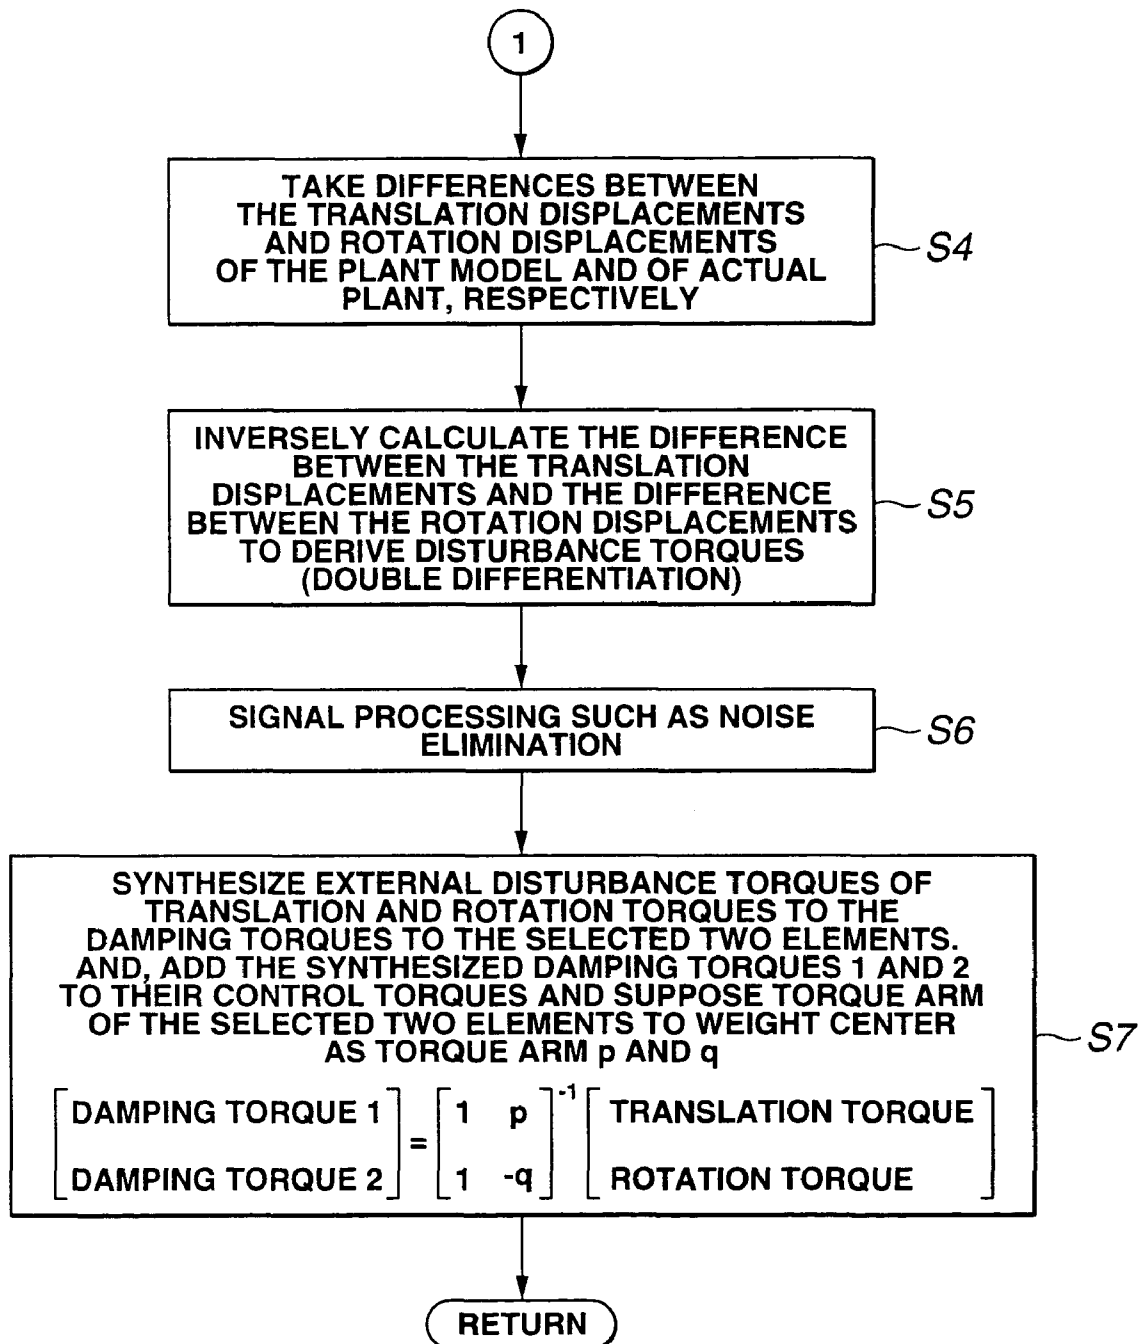 1
TAKE DIFFERENCES BETWEEN
THE TRANSLATION DISPLACEMENTS
AND ROTATION DISPLACEMENTS
OF THE PLANT MODEL AND OF ACTUAL
PLANT, RESPECTIVELY
S4
INVERSELY CALCULATE THE DIFFERENCE
BETWEEN THE TRANSLATION
DISPLACEMENTS AND THE DIFFERENCE
BETWEEN THE ROTATION DISPLACEMENTS
TO DERIVE DISTURBANCE TORQUES
(DOUBLE DIFFERENTIATION)
S5
SIGNAL PROCESSING SUCH AS NOISE
ELIMINATION
S6
SYNTHESIZE EXTERNAL DISTURBANCE TORQUES OF
TRANSLATION AND ROTATION TORQUES TO THE
DAMPING TORQUES TO THE SELECTED TWO ELEMENTS.
AND, ADD THE SYNTHESIZED DAMPING TORQUES 1 AND 2
TO THEIR CONTROL TORQUES AND SUPPOSE TORQUE ARM
OF THE SELECTED TWO ELEMENTS TO WEIGHT CENTER
AS TORQUE ARM p AND q
S7
DAMPING TORQUE 1 1 p -1 TRANSLATION TORQUE
=
DAMPING TORQUE 2 1 -q ROTATION TORQUE
RETURN